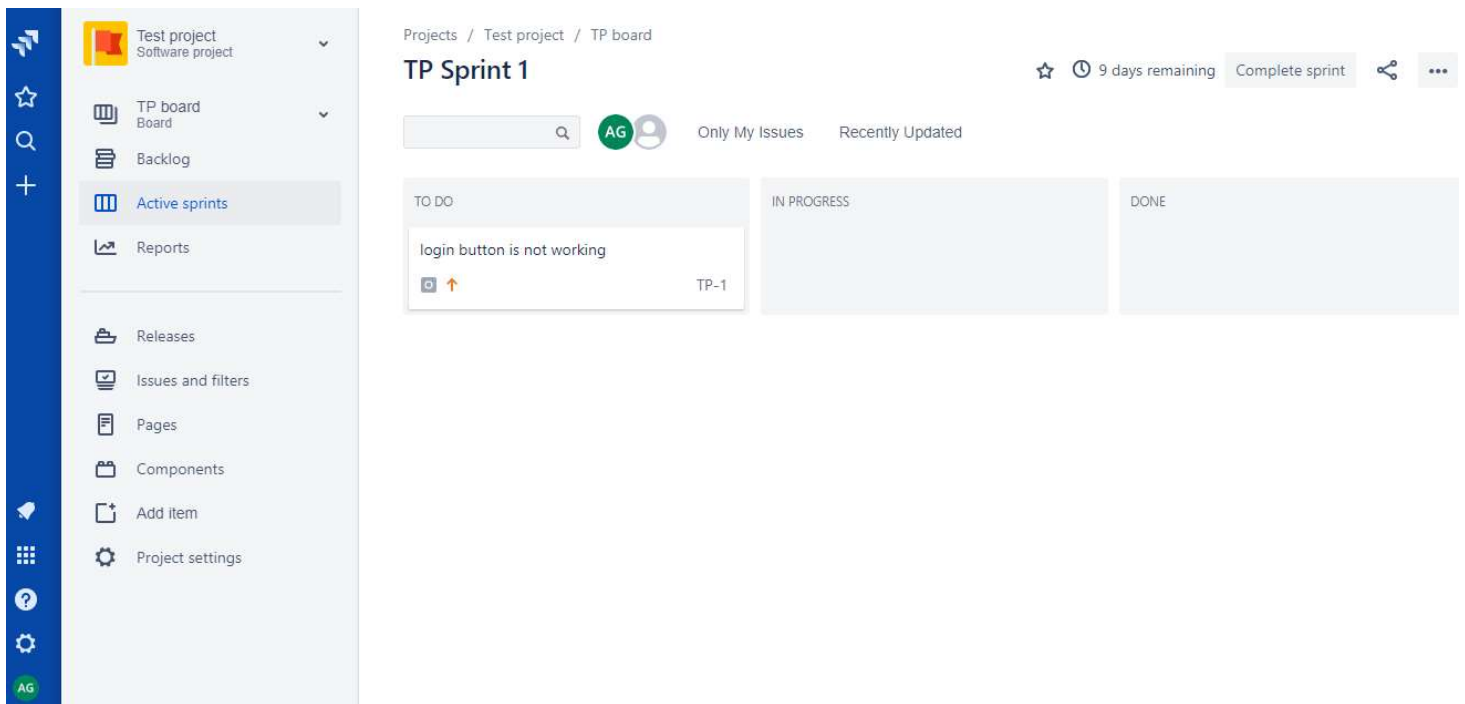 Test project
Software project
TP board
Board
Backlog
Active sprints
Reports
Releases
Issues and filters
Pages
Components
Add item
Project settings
AG
Projects / Test project / TP board
TP Sprint 1
9 days remaining
Complete sprint
AG
Only My Issues
Recently Updated
TO DO
login button is not working
TP-1
IN PROGRESS
DONE